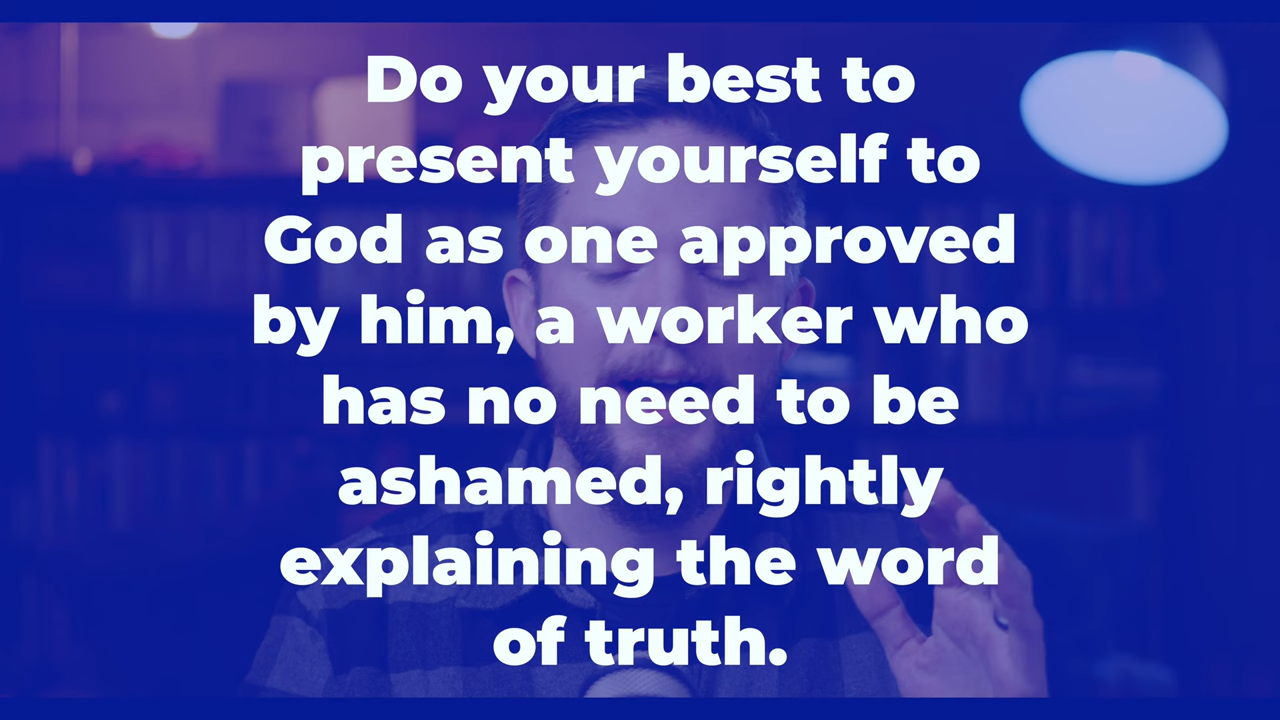 Do your best to
present yourself to
God as one approved
by him, a worker who
has no need to be
ashamed, rightly
explaining the word
of truth.